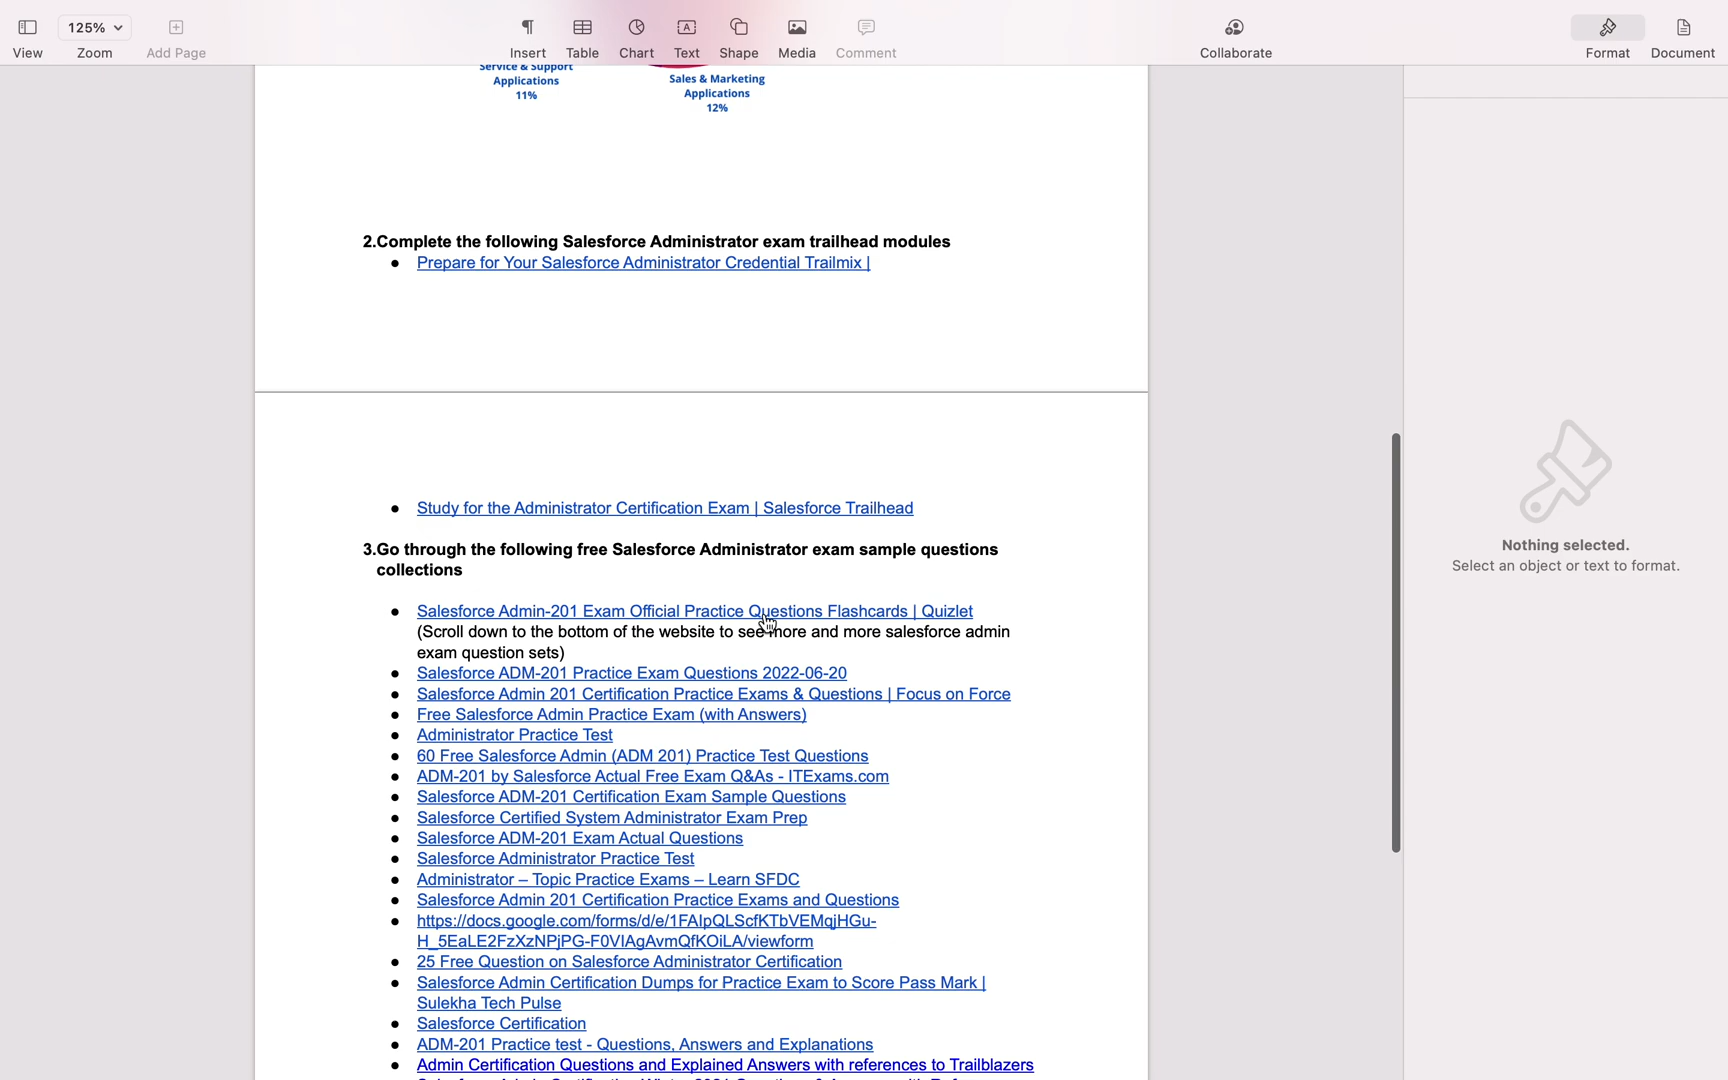 125%
View
Zoom
Add Page
Insert
Table
Chart
Text
Shape
Media
Comment
Collaborate
Format
Document
Service & Support
Applications
11%
Sales & Marketing
Applications
12%
2.Complete the following Salesforce Administrator exam trailhead modules
• Prepare for Your Salesforce Administrator Credential Trailmix |
• Study for the Administrator Certification Exam | Salesforce Trailhead
3.Go through the following free Salesforce Administrator exam sample questions
collections
• Salesforce Admin-201 Exam Official Practice Questions Flashcards | Quizlet
(Scroll down to the bottom of the website to see more and more salesforce admin
exam question sets)
• Salesforce ADM-201 Practice Exam Questions 2022-06-20
• Salesforce Admin 201 Certification Practice Exams & Questions | Focus on Force
• Free Salesforce Admin Practice Exam (with Answers)
• Administrator Practice Test
• 60 Free Salesforce Admin (ADM 201) Practice Test Questions
• ADM-201 by Salesforce Actual Free Exam Q&As - ITExams.com
• Salesforce ADM-201 Certification Exam Sample Questions
• Salesforce Certified System Administrator Exam Prep
• Salesforce ADM-201 Exam Actual Questions
• Salesforce Administrator Practice Test
• Administrator – Topic Practice Exams – Learn SFDC
• Salesforce Admin 201 Certification Practice Exams and Questions
• https://docs.google.com/forms/d/e/1FAIpQLScfKTbVEMqjHGu-
H_5EaLE2FzXzNPjPG-F0VIAgAvmQfKOiLA/viewform
• 25 Free Question on Salesforce Administrator Certification
• Salesforce Admin Certification Dumps for Practice Exam to Score Pass Mark |
Sulekha Tech Pulse
• Salesforce Certification
• ADM-201 Practice test - Questions, Answers and Explanations
• Admin Certification Questions and Explained Answers with references to Trailblazers
Nothing selected.
Select an object or text to format.